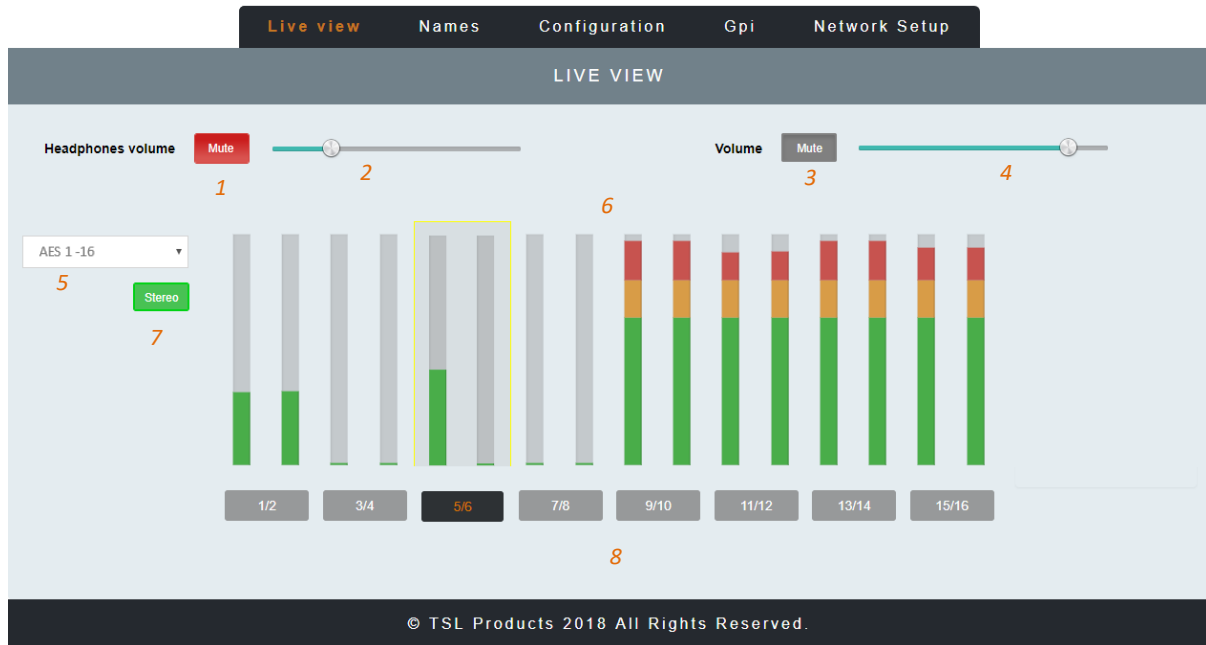 Live view Names Configuration Gpi Network Setup
LIVE VIEW
Headphones volume Mute Volume Mute
1 2 3 4
6
AES 1 -16
5
Stereo
7
1/2 3/4 5/6 7/8 9/10 11/12 13/14 15/16
8
© TSL Products 2018 All Rights Reserved.